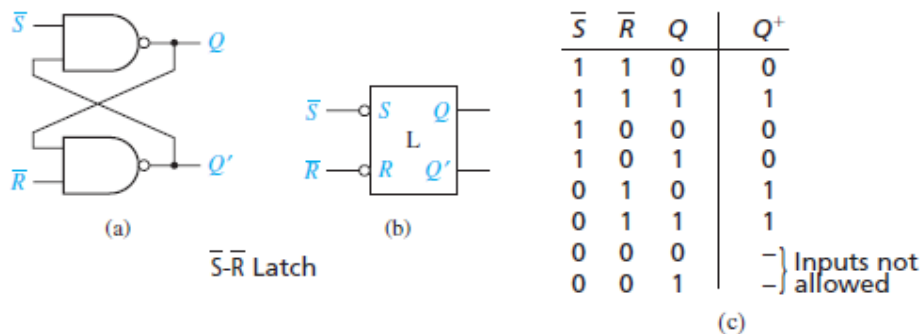 S̅
Q
R̅
Q′
(a)
S̅
S
Q
L
R̅
R
Q′
(b)
S̅-R̅ Latch
S̅ R̅ Q Q⁺
1 1 0 0
1 1 1 1
1 0 0 0
1 0 1 0
0 1 0 1
0 1 1 1
0 0 0 – Inputs not
0 0 1 – allowed
(c)